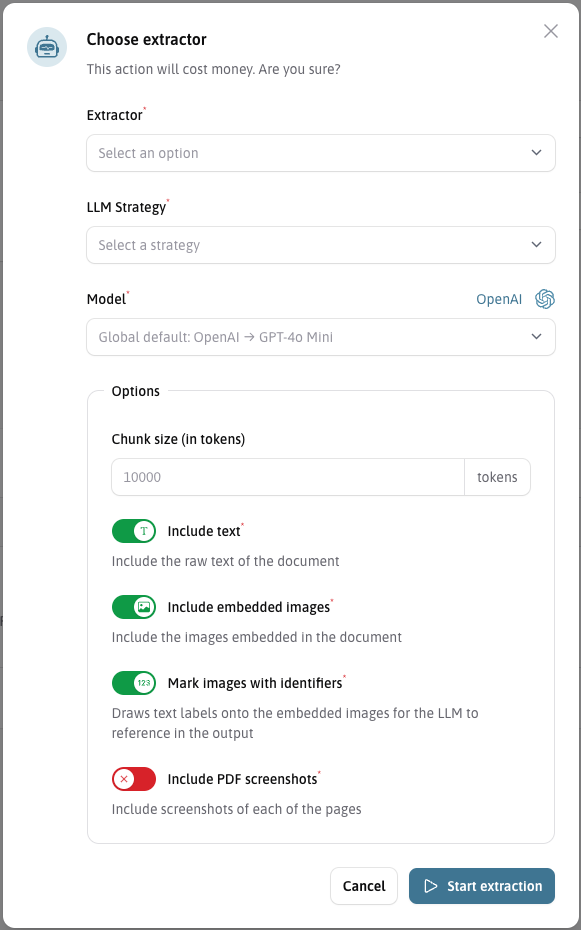 Choose extractor
This action will cost money. Are you sure?
Extractor*
Select an option
LLM Strategy*
Select a strategy
Model*
OpenAI
Global default: OpenAI → GPT-4o Mini
Options
Chunk size (in tokens)
10000
tokens
T
Include text*
Include the raw text of the document
Include embedded images*
Include the images embedded in the document
123
Mark images with identifiers*
Draws text labels onto the embedded images for the LLM to
reference in the output
Include PDF screenshots*
Include screenshots of each of the pages
Cancel
Start extraction